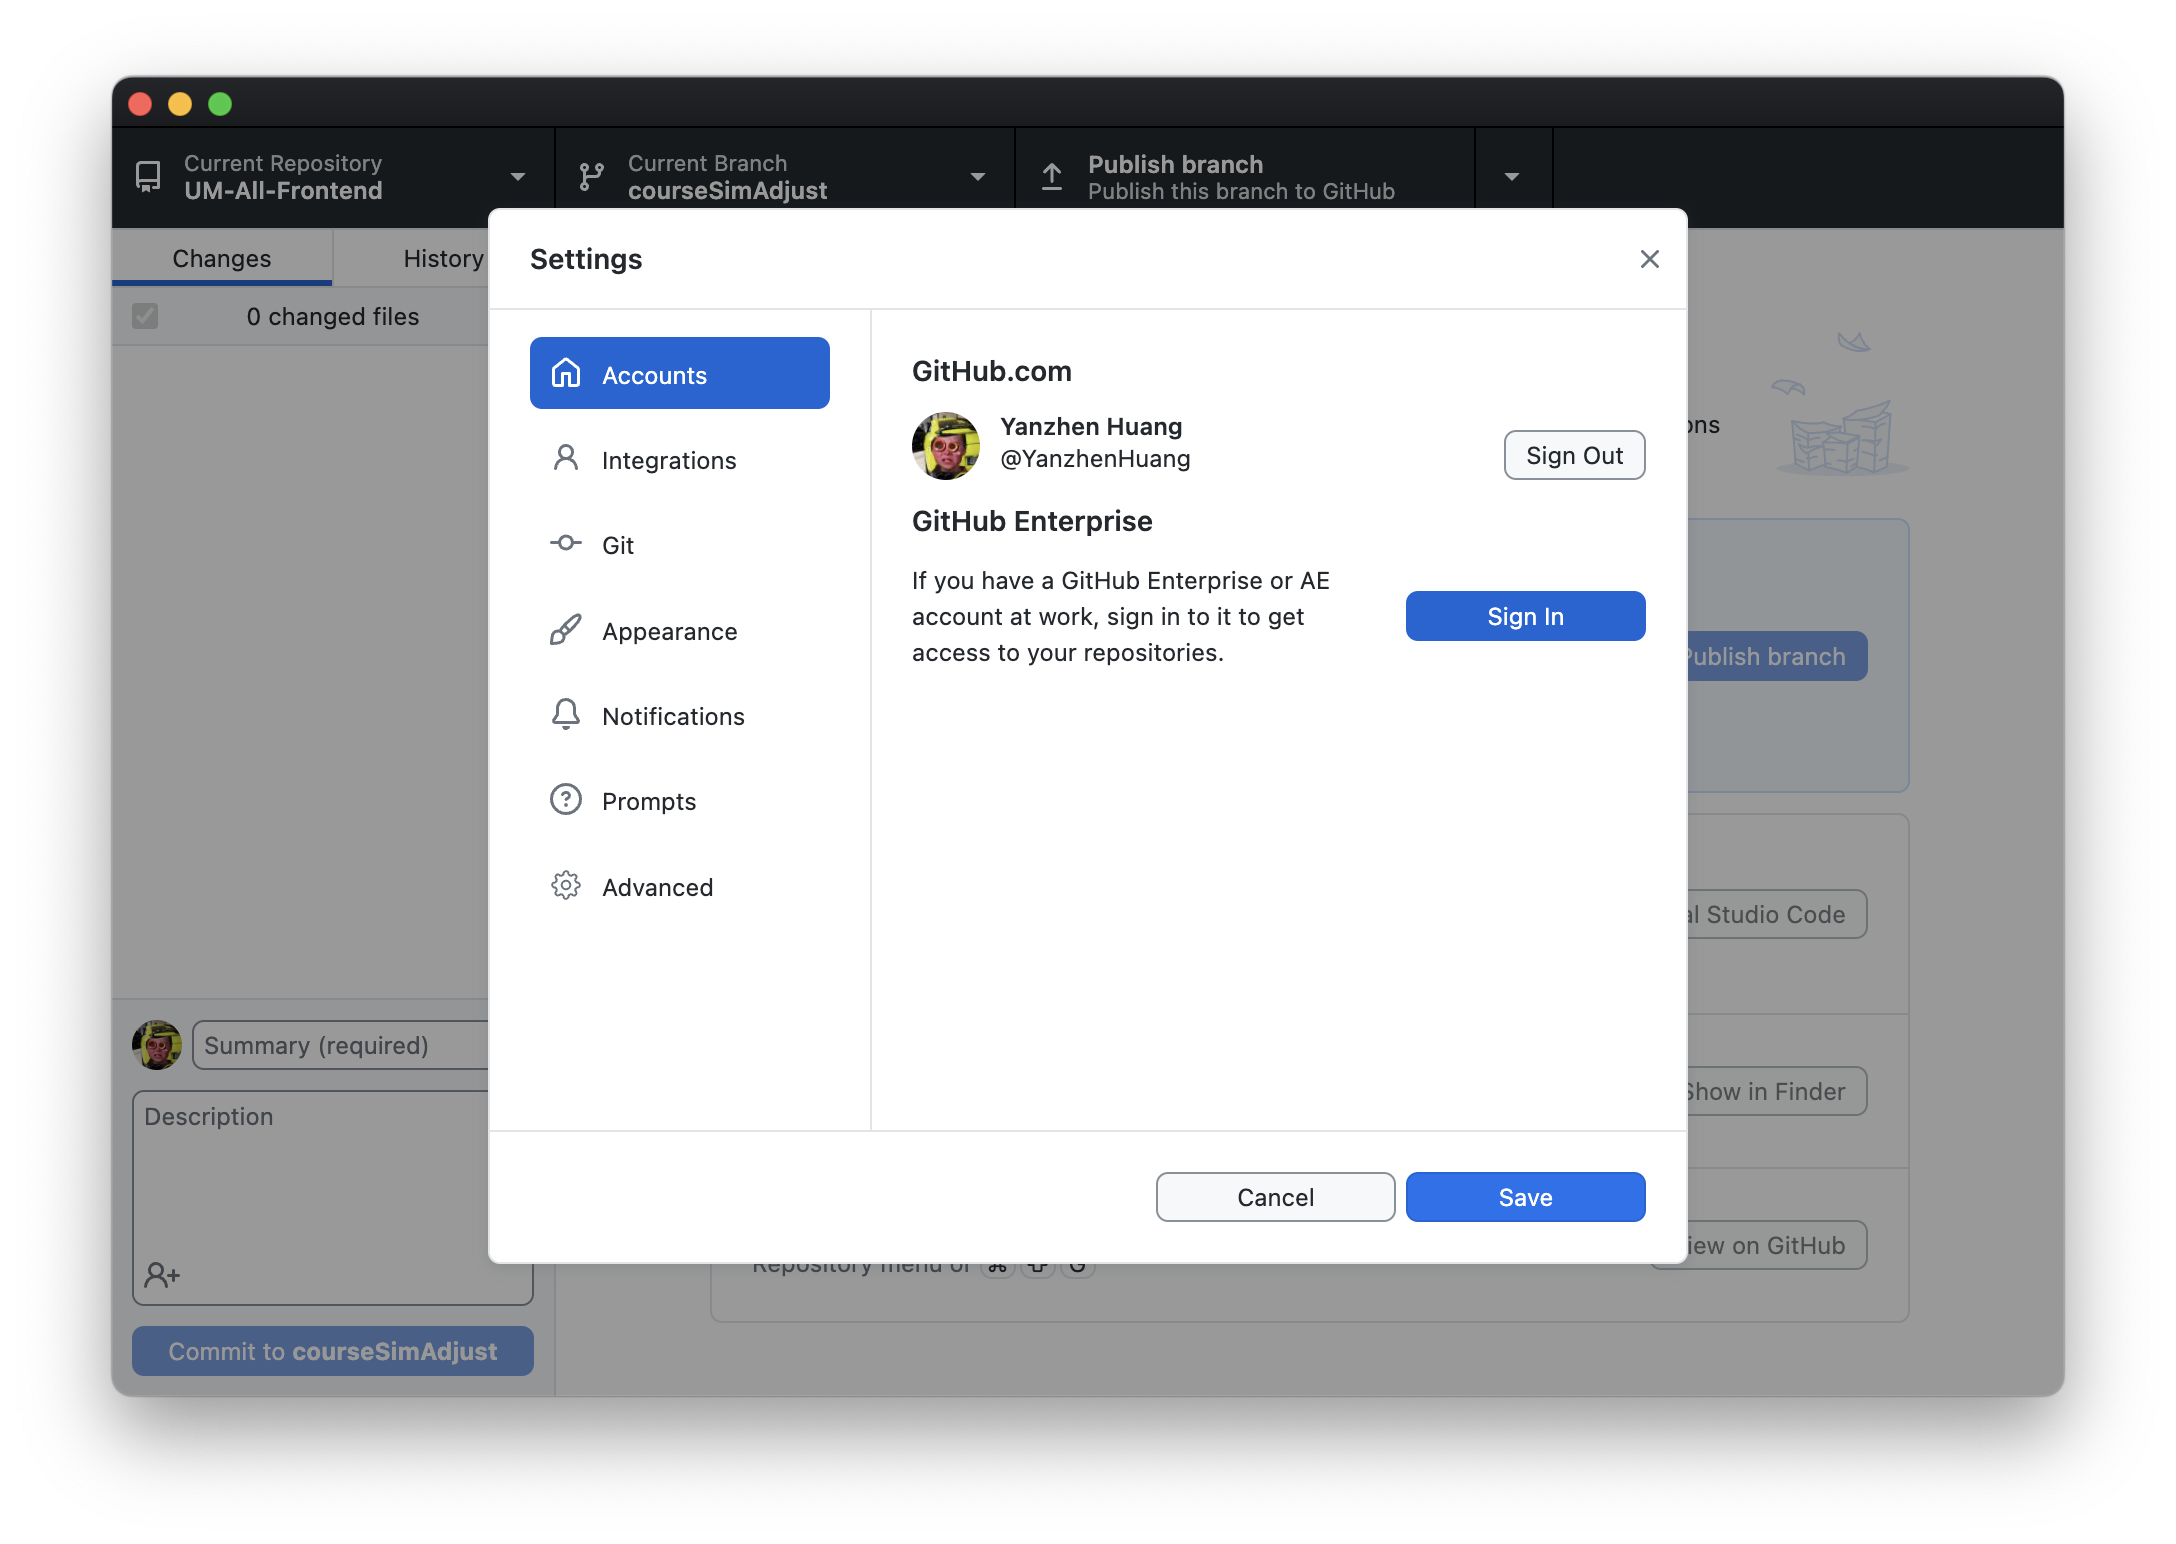 Current Repository
UM-All-Frontend
Current Branch
courseSimAdjust
Publish branch
Publish this branch to GitHub
Changes
History
0 changed files
Summary (required)
Description
Commit to courseSimAdjust
Settings
Accounts
Integrations
Git
Appearance
Notifications
Prompts
Advanced
GitHub.com
Yanzhen Huang
@YanzhenHuang
Sign Out
GitHub Enterprise
If you have a GitHub Enterprise or AE
account at work, sign in to it to get
access to your repositories.
Sign In
Cancel
Save
Publish branch
Studio Code
Show in Finder
on GitHub
Repository menu or ⌘ ⇧ G